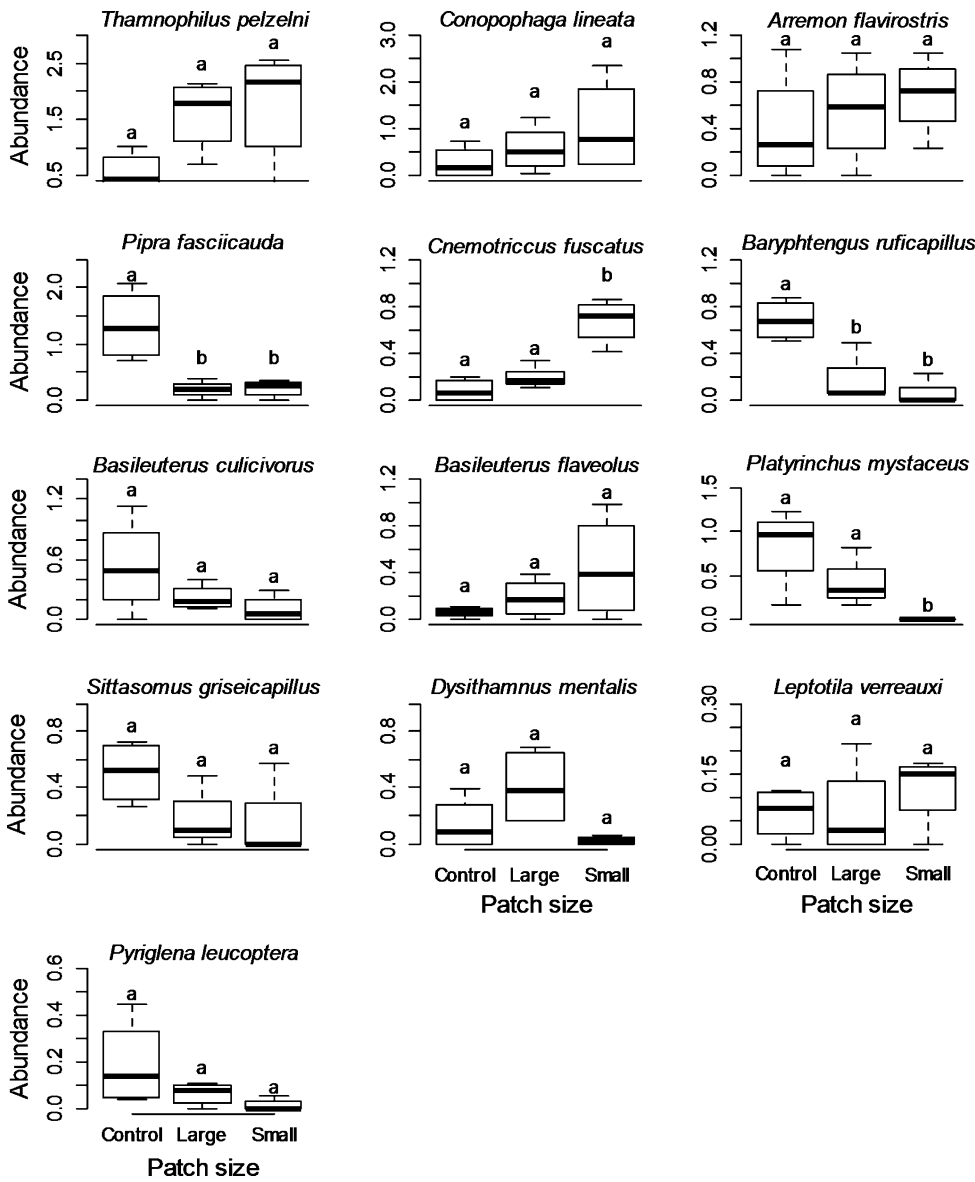 Thamnophilus pelzelni
Abundance
0.5 1.5 2.5
a a a
Conopophaga lineata
0.0 1.0 2.0 3.0
a a a
Arremon flavirostris
0.0 0.4 0.8 1.2
a a a
Pipra fasciicauda
0.0 1.0 2.0
a b b
Cnemotriccus fuscatus
0.0 0.4 0.8 1.2
a a b
Baryphtengus ruficapillus
0.0 0.4 0.8 1.2
a b b
Basileuterus culicivorus
Abundance
0.0 0.6 1.2
a a a
Basileuterus flaveolus
0.0 0.4 0.8 1.2
a a a
Platyrinchus mystaceus
0.0 0.5 1.0 1.5
a a b
Sittasomus griseicapillus
Abundance
0.0 0.4 0.8
a a a
Dysithamnus mentalis
0.0 0.4 0.8
a a a
Control Large Small
Patch size
Leptotila verreauxi
0.00 0.15 0.30
a a a
Control Large Small
Patch size
Pyriglena leucoptera
Abundance
0.0 0.2 0.4 0.6
a a a
Control Large Small
Patch size